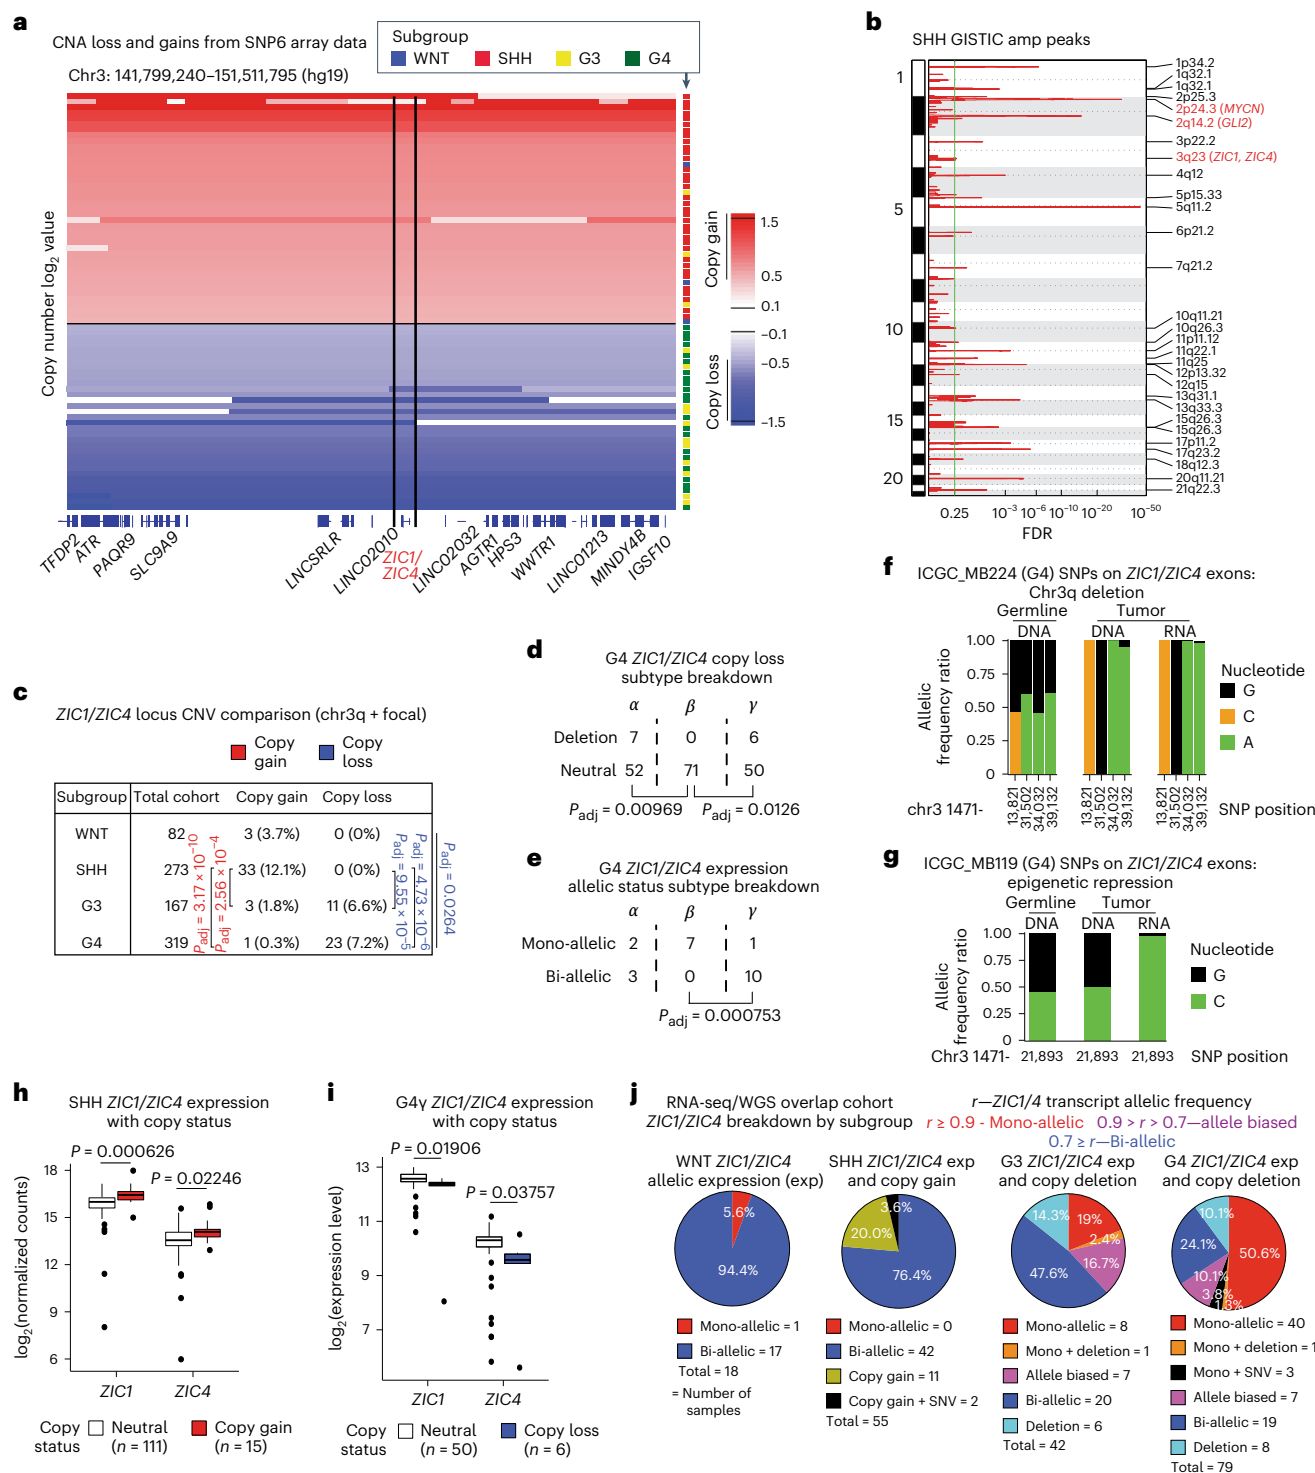 a
CNA loss and gains from SNP6 array data
Subgroup
WNT SHH G3 G4
Chr3: 141,799,240–151,511,795 (hg19)
Copy number log2 value
Copy gain
1.5
0.5
0.1
Copy loss
−0.1
−0.5
−1.5
TFDP2 ATR PAQR9 SLC9A9 LNCSRLR LINC02010 ZIC1/ZIC4 LINC02032 AGTR1 HPS3 WWTR1 LINC01213 MINDY4B IGSF10
b
SHH GISTIC amp peaks
1
5
10
15
20
1p34.2
1q32.1
1q32.1
2p25.3
2p24.3 (MYCN)
2q14.2 (GLI2)
3p22.2
3q23 (ZIC1, ZIC4)
4q12
5p15.33
5q11.2
6p21.2
7q21.2
10q11.21
10q26.3
11p11.12
11q22.1
11q25
12p13.32
12q15
13q31.1
13q33.3
15q26.3
15q26.3
17p11.2
17q23.2
18q12.3
20q11.21
21q22.3
0.25 10−3 10−6 10−10 10−20 10−50
FDR
c
ZIC1/ZIC4 locus CNV comparison (chr3q + focal)
Copy gain
Copy loss
Subgroup Total cohort Copy gain Copy loss
WNT 82 3 (3.7%) 0 (0%)
SHH 273 33 (12.1%) 0 (0%)
G3 167 3 (1.8%) 11 (6.6%)
G4 319 1 (0.3%) 23 (7.2%)
Padj = 3.17 × 10−10
Padj = 2.56 × 10−4
Padj = 9.55 × 10−5
Padj = 4.73 × 10−6
Padj = 0.0264
d
G4 ZIC1/ZIC4 copy loss
subtype breakdown
α β γ
Deletion 7 0 6
Neutral 52 71 50
Padj = 0.00969 Padj = 0.0126
e
G4 ZIC1/ZIC4 expression
allelic status subtype breakdown
α β γ
Mono-allelic 2 7 1
Bi-allelic 3 0 10
Padj = 0.000753
f
ICGC_MB224 (G4) SNPs on ZIC1/ZIC4 exons:
Chr3q deletion
Germline Tumor
DNA DNA RNA
Allelic
frequency ratio
1.00
0.75
0.50
0.25
0
Nucleotide
G
C
A
chr3 1471- 13,821 31,502 34,032 39,132 13,821 31,502 34,032 39,132 13,821 31,502 34,032 39,132 SNP position
g
ICGC_MB119 (G4) SNPs on ZIC1/ZIC4 exons:
epigenetic repression
Germline Tumor
DNA DNA RNA
Allelic
frequency ratio
1.00
0.75
0.50
0.25
0
Nucleotide
G
C
Chr3 1471- 21,893 21,893 21,893 SNP position
h
SHH ZIC1/ZIC4 expression
with copy status
P = 0.000626
P = 0.02246
log2(normalized counts)
18
15
12
9
6
ZIC1 ZIC4
Copy status
Neutral (n = 111)
Copy gain (n = 15)
i
G4γ ZIC1/ZIC4 expression
with copy status
P = 0.01906
P = 0.03757
log2(expression level)
13
11
9
7
ZIC1 ZIC4
Copy status
Neutral (n = 50)
Copy loss (n = 6)
j
RNA-seq/WGS overlap cohort
ZIC1/ZIC4 breakdown by subgroup
r—ZIC1/4 transcript allelic frequency
r ≥ 0.9 - Mono-allelic 0.9 > r > 0.7—allele biased
0.7 ≥ r—Bi-allelic
WNT ZIC1/ZIC4
allelic expression (exp)
5.6%
94.4%
Mono-allelic = 1
Bi-allelic = 17
Total = 18
= Number of
samples
SHH ZIC1/ZIC4 exp
and copy gain
3.6%
20.0%
76.4%
Mono-allelic = 0
Bi-allelic = 42
Copy gain = 11
Copy gain + SNV = 2
Total = 55
G3 ZIC1/ZIC4 exp
and copy deletion
14.3%
19%
2.4%
16.7%
47.6%
Mono-allelic = 8
Mono + deletion = 1
Allele biased = 7
Bi-allelic = 20
Deletion = 6
Total = 42
G4 ZIC1/ZIC4 exp
and copy deletion
10.1%
24.1%
50.6%
10.1%
3.8%
1.3%
Mono-allelic = 40
Mono + deletion = 1
Mono + SNV = 3
Allele biased = 7
Bi-allelic = 19
Deletion = 8
Total = 79